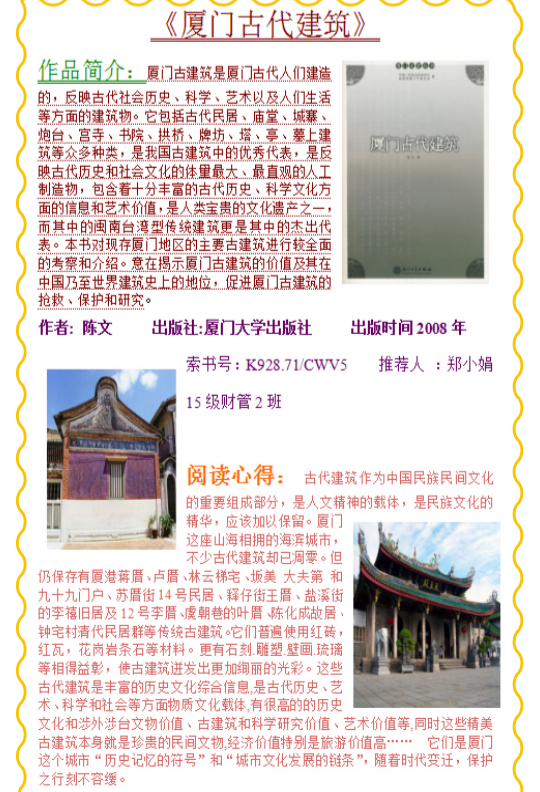 《厦门古代建筑》
作品简介：厦门古建筑是厦门古代人们建造
的，反映古代社会历史、科学、艺术以及人们生活
等方面的建筑物。它包括古代民居、庙堂、城寨、
炮台、宫寺、书院、拱桥、牌坊、塔、亭、墓上建
筑等众多种类，是我国古建筑中的优秀代表，是反
映古代历史和社会文化的体量最大、最直观的人工
制造物，包含着十分丰富的古代历史、科学文化方
面的信息和艺术价值，是人类宝贵的文化遗产之一，
而其中的闽南台湾型传统建筑更是其中的杰出代
表。本书对现存厦门地区的主要古建筑进行较全面
的考察和介绍。意在揭示厦门古建筑的价值及其在
中国乃至世界建筑史上的地位，促进厦门古建筑的
抢救、保护和研究。
厦门古代建筑
作者: 陈文 出版社:厦门大学出版社 出版时间 2008 年
索书号：K928.71/CWV5 推荐人 ：郑小娟
15 级财管 2 班
阅读心得： 古代建筑作为中国民族民间文化
的重要组成部分，是人文精神的载体，是民族文化的
精华，应该加以保留。厦门
这座山海相拥的海滨城市，
不少古代建筑却已凋零。但
仍保存有厦港蒋厝、卢厝、林云梯宅、坂美 大夫第 和
九十九门户、苏厝街 14 号民居、释仔街王厝、盐溪街
的李禧旧居及 12 号李厝、虞朝巷的叶厝、陈化成故居、
钟宅村清代民居群等传统古建筑。它们普遍使用红砖，
红瓦，花岗岩条石等材料。更有石刻.雕塑.壁画.琉璃
等相得益彰，使古建筑迸发出更加绚丽的光彩。这些
古代建筑是丰富的历史文化综合信息,是古代历史、艺
术、科学和社会等方面物质文化载体,有很高的的历史
文化和涉外涉台文物价值、古建筑和科学研究价值、艺术价值等,同时这些精美
古建筑本身就是珍贵的民间文物,经济价值特别是旅游价值高…… 它们是厦门
这个城市“历史记忆的符号”和“城市文化发展的链条”，随着时代变迁，保护
之行刻不容缓。